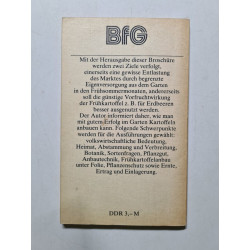 BfG
Mit der Herausgabe dieser Broschüre
werden zwei Ziele verfolgt,
einerseits eine gewisse Entlastung
des Marktes durch begrenzte
Eigenversorgung aus dem Garten
in den Frühsommermonaten, anderseits
soll die günstige Vorfruchtwirkung
der Frühkartoffel z. B. für Erdbeeren
besser ausgenutzt werden.
Der Autor informiert daher, wie man
mit gutem Erfolg im Garten Kartoffeln
anbauen kann. Folgende Schwerpunkte
werden für die Ausführungen gewählt:
volkswirtschaftliche Bedeutung,
Heimat, Abstammung und Verbreitung,
Botanik, Sortenfragen, Pflanzgut,
Anbautechnik, Frühkartoffelanbau
unter Folie, Pflanzenschutz sowie Ernte,
Ertrag und Einlagerung.
DDR 3,– M